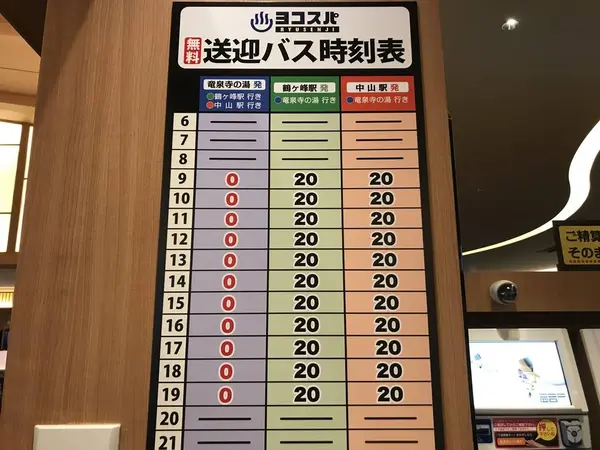 ヨコスパ
RYUSENJI
無料 送迎バス時刻表
竜泉寺の湯 発 鶴ヶ峰駅 発 中山駅 発
鶴ヶ峰駅 行き 竜泉寺の湯 行き 竜泉寺の湯 行き
中山駅 行き
6 — — —
7 — — —
8 — — —
9 0 20 20
10 0 20 20
11 0 20 20
12 0 20 20
13 0 20 20
14 0 20 20
15 0 20 20
16 0 20 20
17 0 20 20
18 0 20 20
19 0 20 20
20 — — —
21 — — —
ご精算
そのま